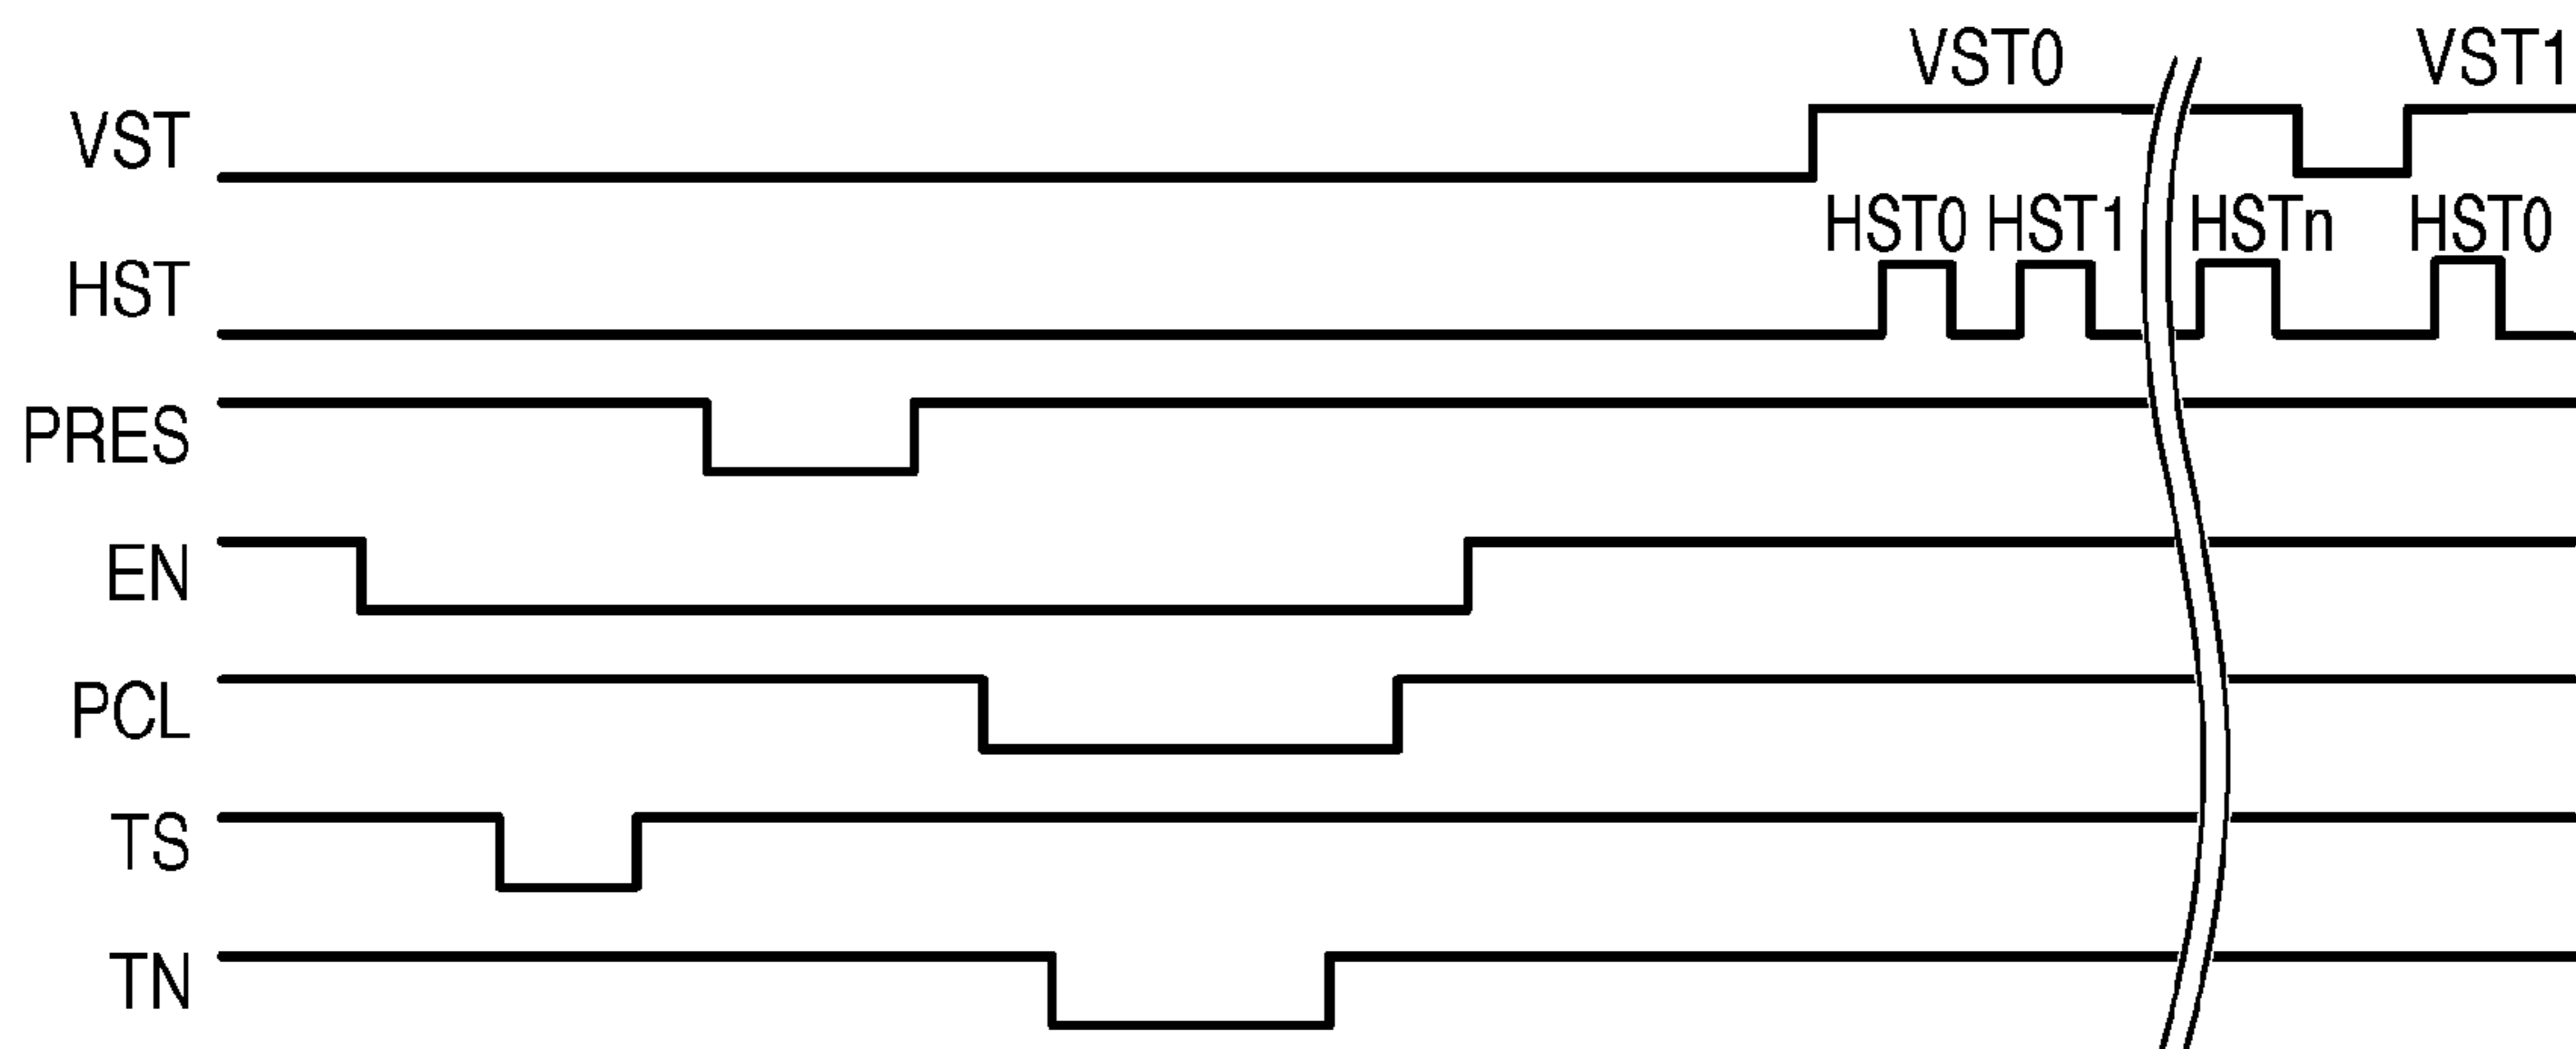 VST0 VST1
VST
HST0 HST1 HSTn HST0
HST
PRES
EN
PCL
TS
TN